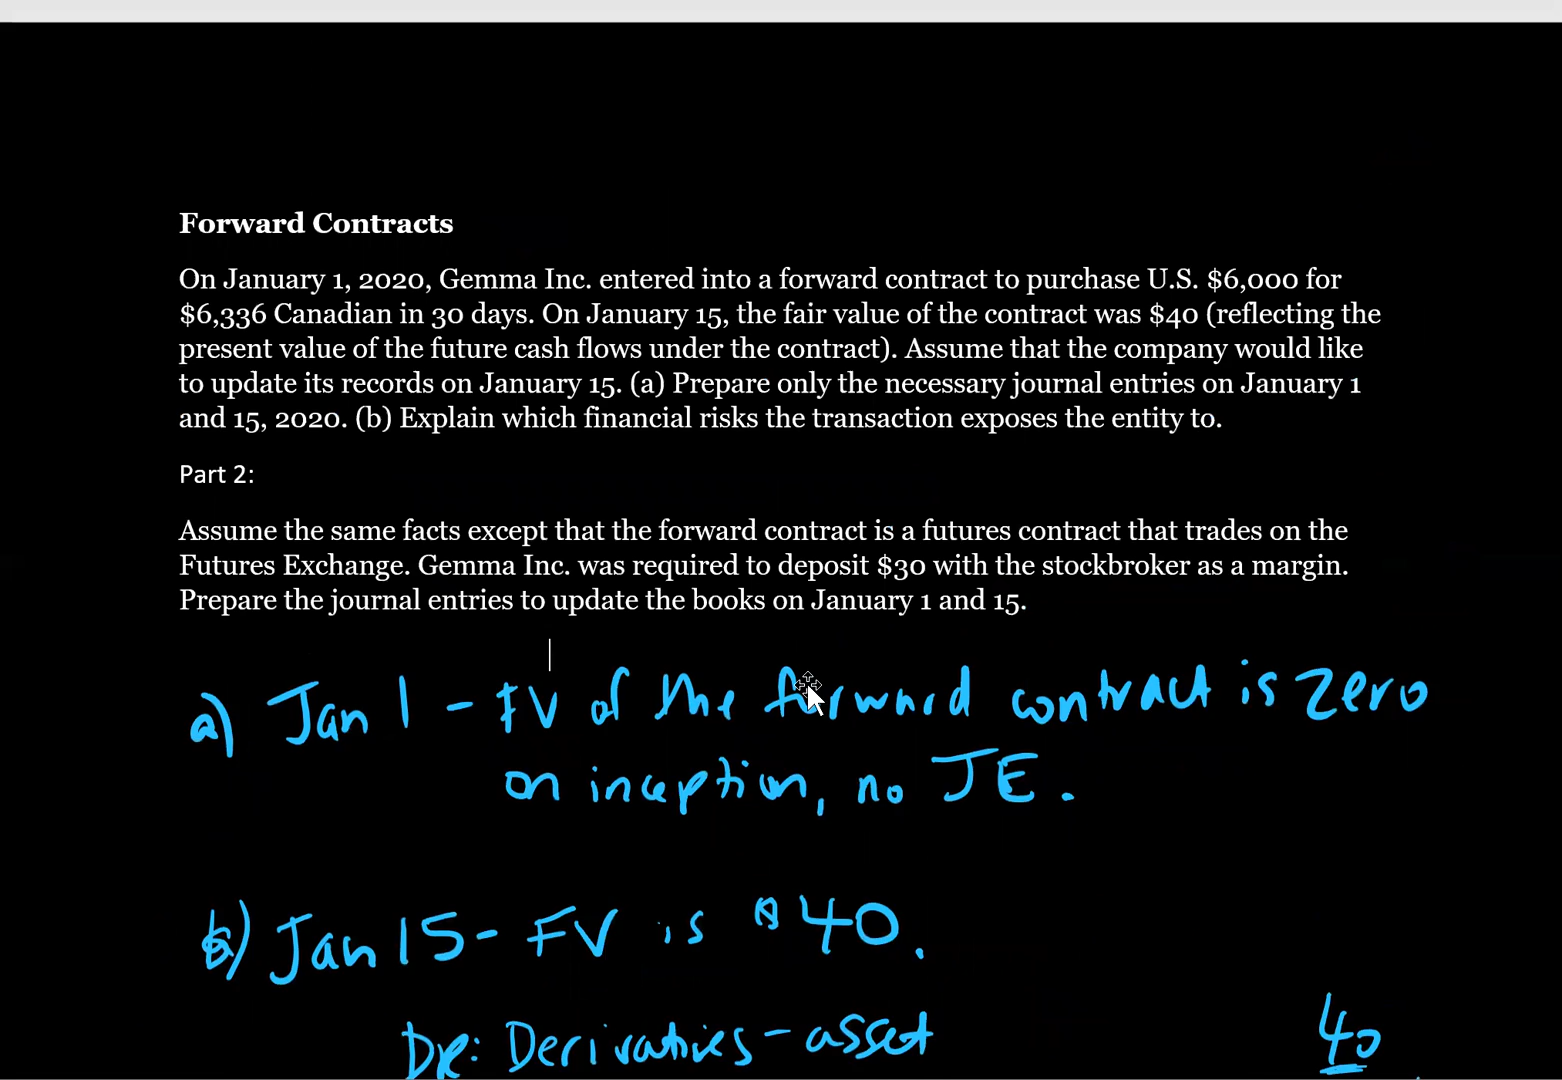 Forward Contracts
On January 1, 2020, Gemma Inc. entered into a forward contract to purchase U.S. $6,000 for
$6,336 Canadian in 30 days. On January 15, the fair value of the contract was $40 (reflecting the
present value of the future cash flows under the contract). Assume that the company would like
to update its records on January 15. (a) Prepare only the necessary journal entries on January 1
and 15, 2020. (b) Explain which financial risks the transaction exposes the entity to.
Part 2:
Assume the same facts except that the forward contract is a futures contract that trades on the
Futures Exchange. Gemma Inc. was required to deposit $30 with the stockbroker as a margin.
Prepare the journal entries to update the books on January 1 and 15.
a) Jan 1 - FV of the forward contract is zero
on inception, no JE.
b) Jan 15 - FV is $40.
DR: Derivatives - asset 40